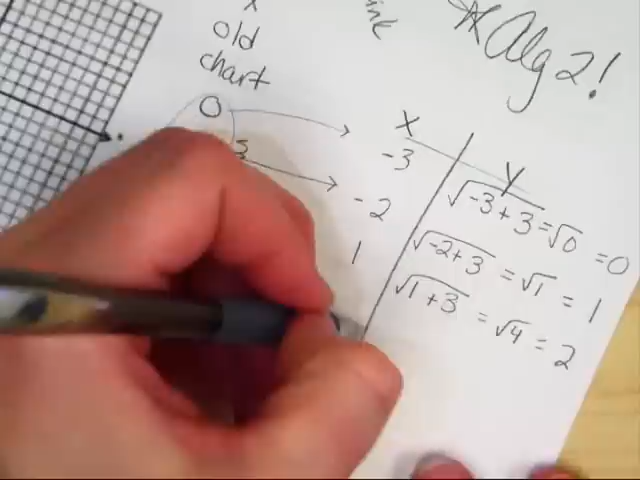 * Alg 2!
old
chart
0
x
y
-3
√-3+3 = √0 = 0
-2
√-2+3 = √1 = 1
1
√1+3 = √4 = 2